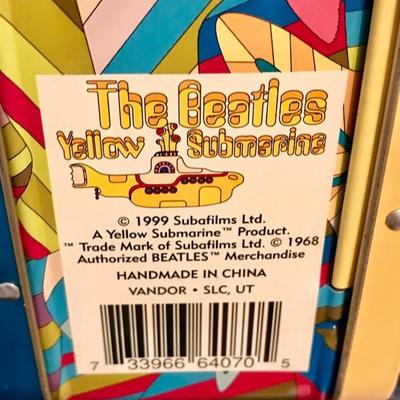 The Beatles
Yellow Submarine
© 1999 Subafilms Ltd.
A Yellow Submarine™ Product.
™ Trade Mark of Subafilms Ltd. © 1968
Authorized BEATLES™ Merchandise
HANDMADE IN CHINA
VANDOR • SLC, UT
7 33966 64070 5